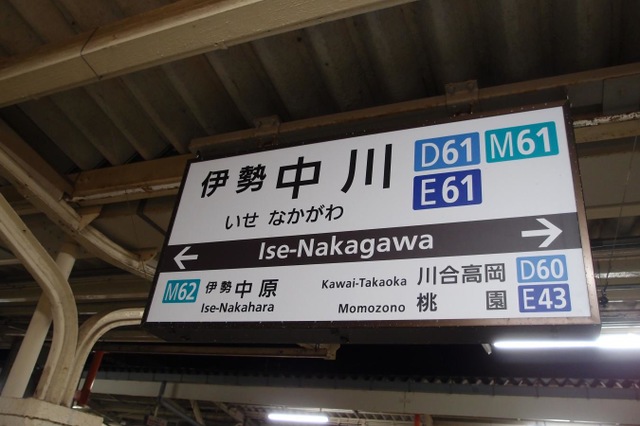 伊勢中川 D61 M61
E61
いせ なかがわ
← Ise-Nakagawa →
M62 伊勢中原 Ise-Nakahara
Kawai-Takaoka 川合高岡 D60
Momozono 桃園 E43